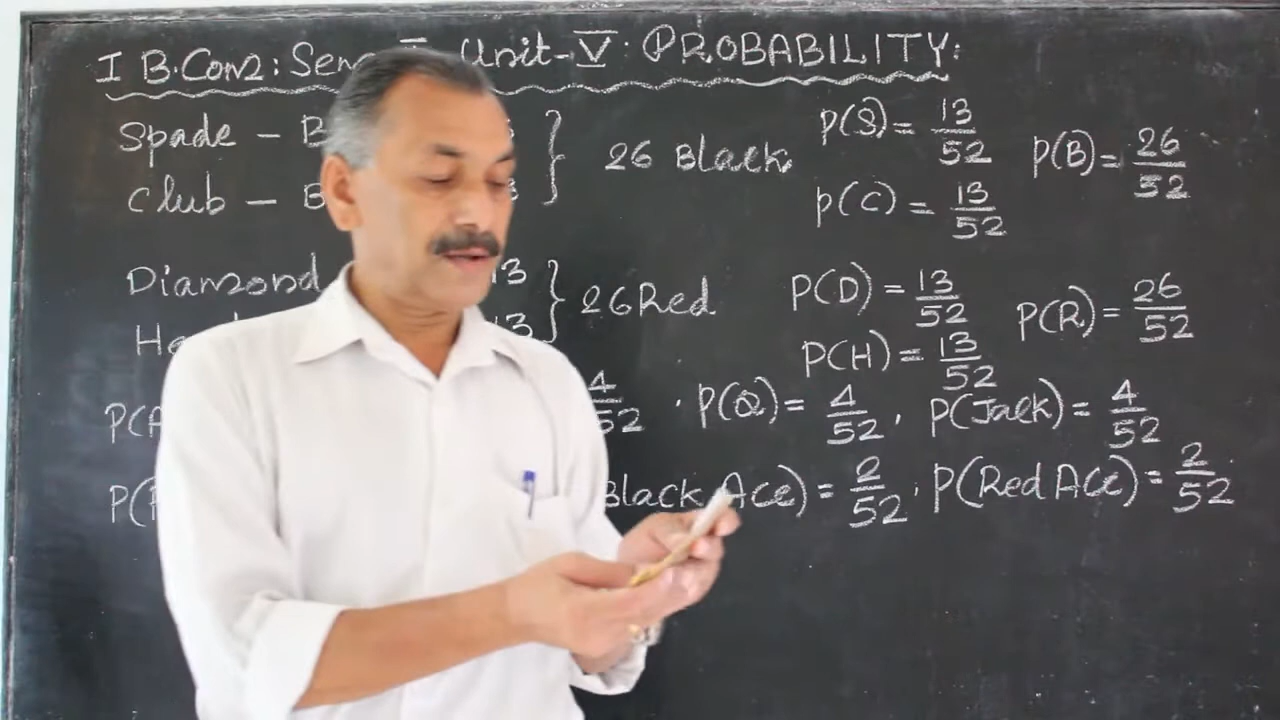 I B.Com: Sem Unit-V: PROBABILITY:
Spade – B } 26 Black P(S) = 13/52 P(B) = 26/52
Club – B P(C) = 13/52
Diamond 13 } 26 Red P(D) = 13/52 P(R) = 26/52
13 P(H) = 13/52
P( 4/52 . P(Q) = 4/52 , P(Jack) = 4/52
P( Black Ace) = 2/52 , P(Red Ace) = 2/52